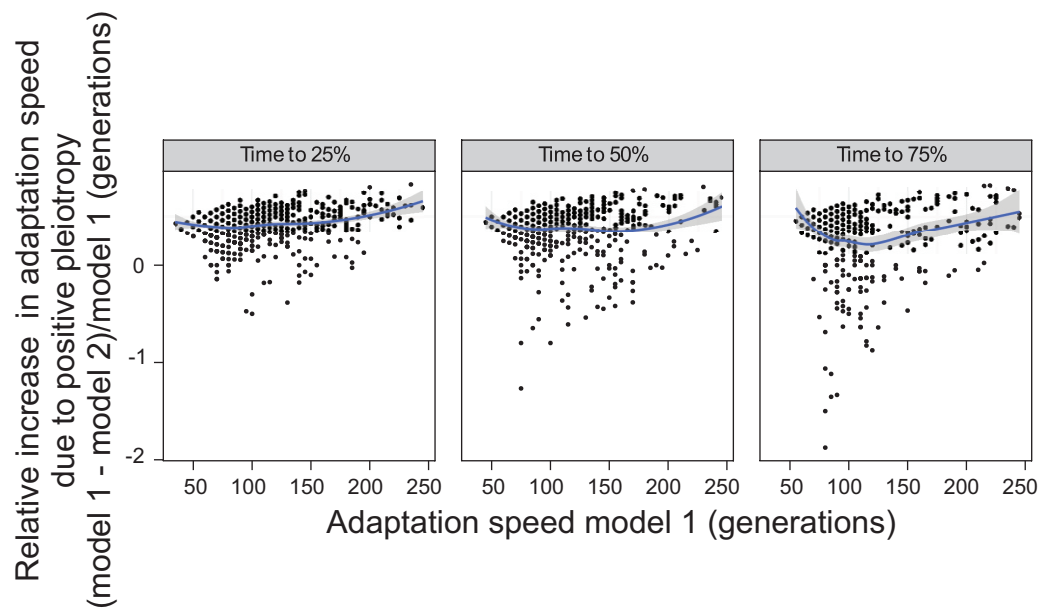 Relative increase in adaptation speed
due to positive pleiotropy
(model 1 - model 2)/model 1 (generations)
Time to 25%
Time to 50%
Time to 75%
0
-1
-2
50 100 150 200 250
50 100 150 200 250
50 100 150 200 250
Adaptation speed model 1 (generations)